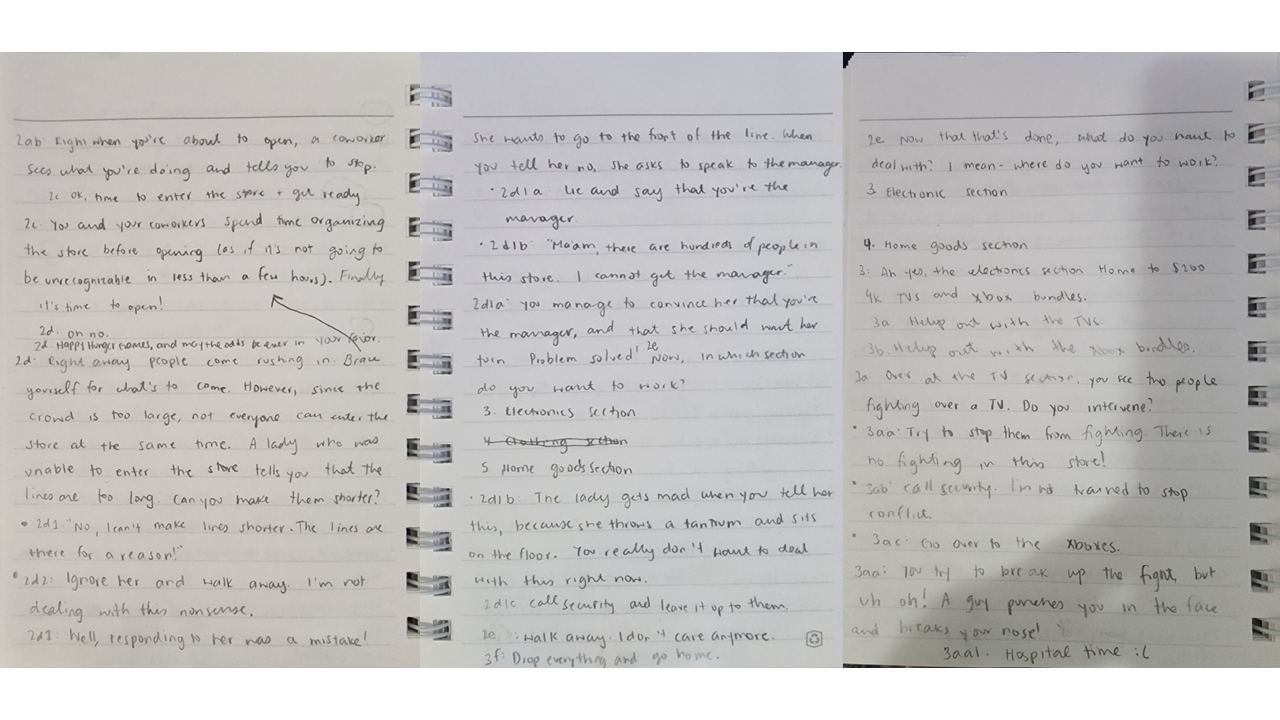 2ab: Right when you're about to open, a coworker
sees what you're doing and tells you to stop.
2c ok, time to enter the store + get ready
2c: You and your coworkers spend time organizing
the store before opening (as if it's not going to
be unrecognizable in less than a few hours). Finally
it's time to open!
2d: oh no.
2d. Happy Hunger Games, and may the odds be ever in your favor.
2d: Right away people come rushing in. Brace
yourself for what's to come. However, since the
crowd is too large, not everyone can enter the
store at the same time. A lady who was
unable to enter the store tells you that the
lines are too long. Can you make them shorter?
• 2d1: "No, I can't make lines shorter. The lines are
there for a reason!"
• 2d2: Ignore her and walk away. I'm not
dealing with this nonsense.
2d1: Well, responding to her was a mistake!
She wants to go to the front of the line. When
you tell her no, she asks to speak to the manager.
• 2d1a: Lie and say that you're the
manager.
• 2d1b: "Ma'am, there are hundreds of people in
this store. I cannot get the manager."
2d1a: you manage to convince her that you're
the manager, and that she should wait her
turn Problem solved! 2e Now, in which section
do you want to work?
3. Electronics section
4 Clothing section
5 Home goods section
• 2d1b: The lady gets mad when you tell her
this, because she throws a tantrum and sits
on the floor. You really don't want to deal
with this right now.
2d1c call security and leave it up to them.
2e : walk away. I don't care anymore.
3f: Drop everything and go home.
2e Now that that's done, what do you want to
deal with? I mean- where do you want to work?
3 Electronic section
4. Home goods section
3: Ah yes, the electronics section Home to $200
4K TVs and Xbox bundles.
3a. Help out with the TVs.
3b. Help out with the Xbox bundles.
3a Over at the TV section, you see two people
fighting over a TV. Do you intervene?
• 3aa: Try to stop them from fighting. There is
no fighting in this store!
• 3ab: call security. I'm not trained to stop
conflict.
• 3ac: Go over to the xboxes.
3aa: You try to break up the fight, but
uh oh! A guy punches you in the face
and breaks your nose!
3aa1. Hospital time :(